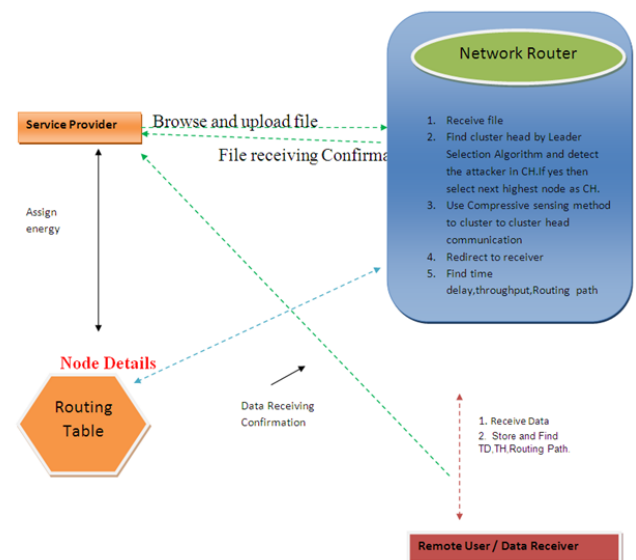 Network Router
Service Provider
Browse and upload file
File receiving Confirma
1. Receive file
2. Find cluster head by Leader
Selection Algorithm and detect
the attacker in CH.If yes then
select next highest node as CH.
3. Use Compressive sensing method
to cluster to cluster head
communication
4. Redirect to receiver
5. Find time
delay,throughput,Routing path
Assign
energy
Node Details
Routing
Table
Data Receiving
Confirmation
1. Receive Data
2. Store and Find
TD,TH,Routing Path.
Remote User / Data Receiver